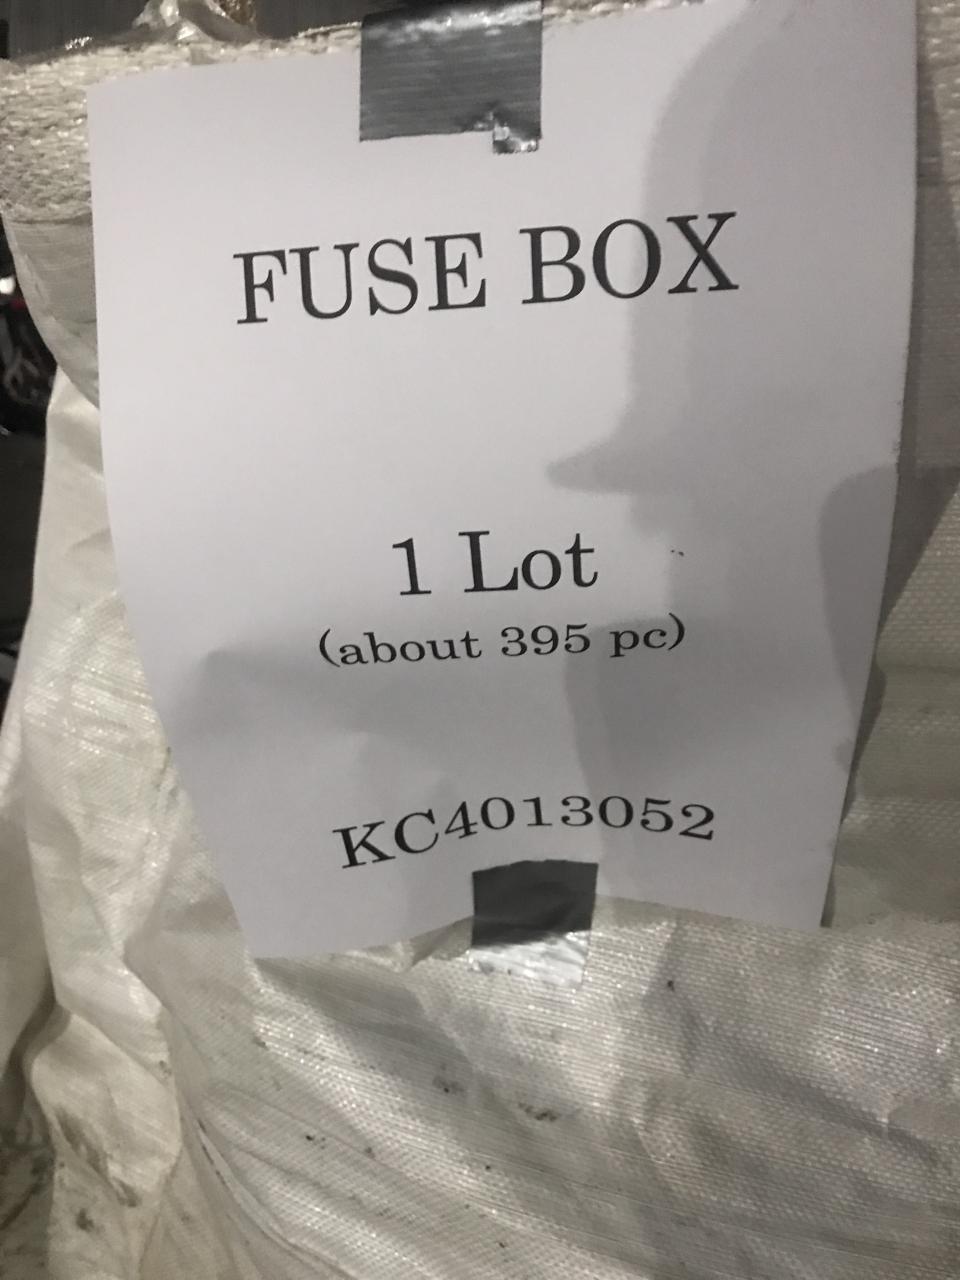 FUSE BOX
1 Lot
(about 395 pc)
KC4013052